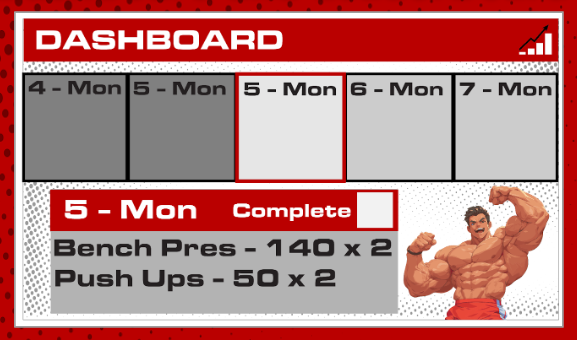 DASHBOARD
4 - Mon 5 - Mon 5 - Mon 6 - Mon 7 - Mon
5 - Mon Complete
Bench Pres - 140 x 2
Push Ups - 50 x 2